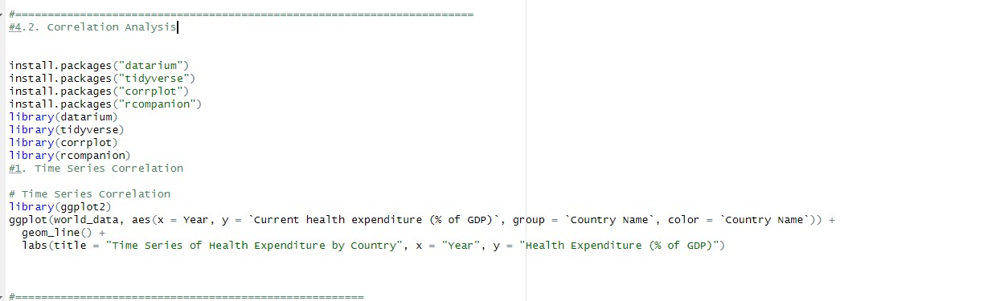 #=======================================================================
#4.2. Correlation Analysis
install.packages("datarium")
install.packages("tidyverse")
install.packages("corrplot")
install.packages("rcompanion")
library(datarium)
library(tidyverse)
library(corrplot)
library(rcompanion)
#1. Time Series Correlation
# Time Series Correlation
library(ggplot2)
ggplot(world_data, aes(x = Year, y = `Current health expenditure (% of GDP)`, group = `Country Name`, color = `Country Name`)) +
  geom_line() +
  labs(title = "Time Series of Health Expenditure by Country", x = "Year", y = "Health Expenditure (% of GDP)")
#======================================================